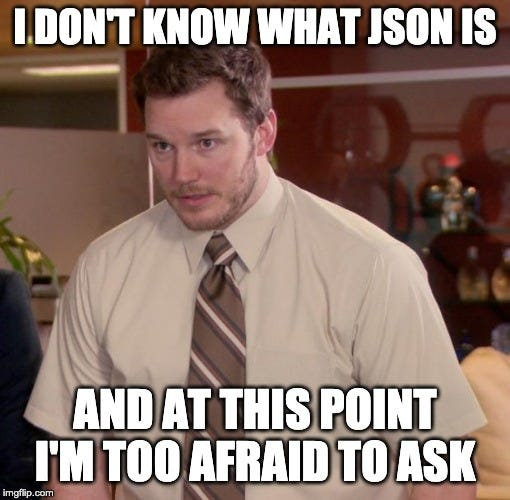 I DON'T KNOW WHAT JSON IS
AND AT THIS POINT
I'M TOO AFRAID TO ASK
imgflip.com